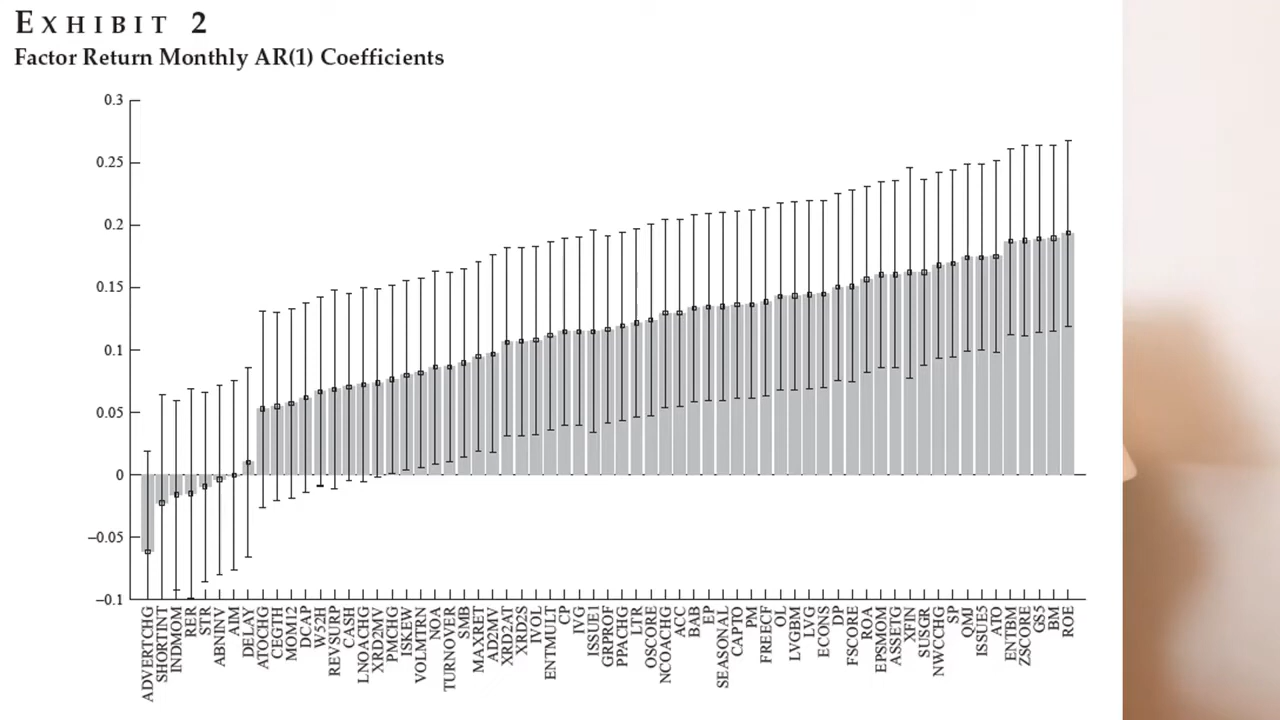 EXHIBIT 2
Factor Return Monthly AR(1) Coefficients
0.3
0.25
0.2
0.15
0.1
0.05
0
−0.05
−0.1
ADVERTCHG
SHORTINT
INDMOM
RER
STR
ABNINV
AIM
DELAY
ATOCHG
CEGTH
MOM12
DCAP
W52H
REVSURP
CASH
LNOACHG
XRD2MV
PMCHG
ISKEW
VOLMTRN
NOA
TURNOVER
SMB
MAXRET
AD2MV
XRD2AT
XRD2S
IVOL
ENTMULT
CP
IVG
ISSUE1
GRPROF
PPACHG
LTR
OSCORE
NCOACHG
ACC
BAB
EP
SEASONAL
CAPTO
PM
FREECF
OL
LVGBM
LVG
ECONS
DP
FSCORE
ROA
EPSMOM
ASSETG
XFIN
SUSGR
NWCCHG
SP
QMJ
ISSUE5
ATO
ENTBM
ZSCORE
GS5
BM
ROE